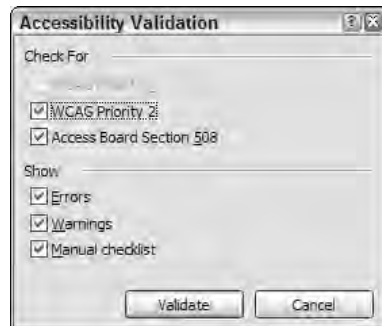 Accessibility Validation
Check For
WCAG Priority 2
Access Board Section 508
Show
Errors
Warnings
Manual checklist
Validate Cancel